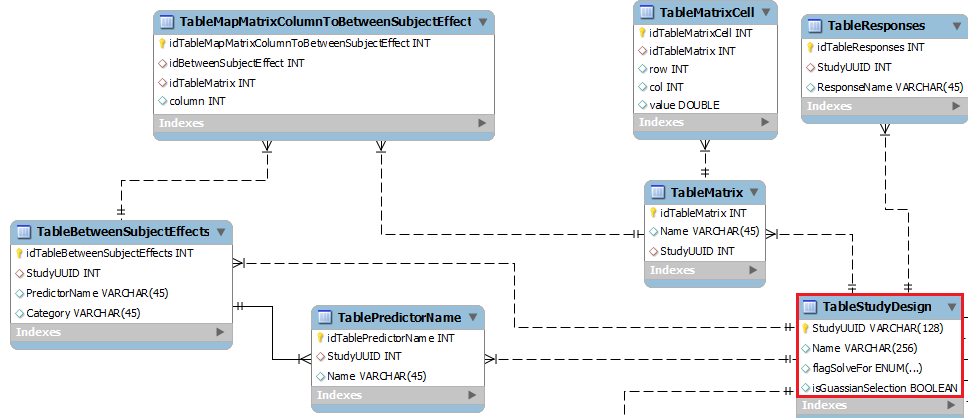 TableMapMatrixColumnToBetweenSubjectEffect
idTableMapMatrixColumnToBetweenSubjectEffect INT
idBetweenSubjectEffect INT
idTableMatrix INT
column INT
Indexes
TableMatrixCell
idTableMatrixCell INT
idTableMatrix INT
row INT
col INT
value DOUBLE
Indexes
TableResponses
idTableResponses INT
StudyUUID INT
ResponseName VARCHAR(45)
Indexes
TableMatrix
idTableMatrix INT
Name VARCHAR(45)
StudyUUID INT
Indexes
TableBetweenSubjectEffects
idTableBetweenSubjectEffects INT
StudyUUID INT
PredictorName VARCHAR(45)
Category VARCHAR(45)
Indexes
TablePredictorName
idTablePredictorName INT
StudyUUID INT
Name VARCHAR(45)
Indexes
TableStudyDesign
StudyUUID VARCHAR(128)
Name VARCHAR(256)
flagSolveFor ENUM(...)
isGuassianSelection BOOLEAN
Indexes